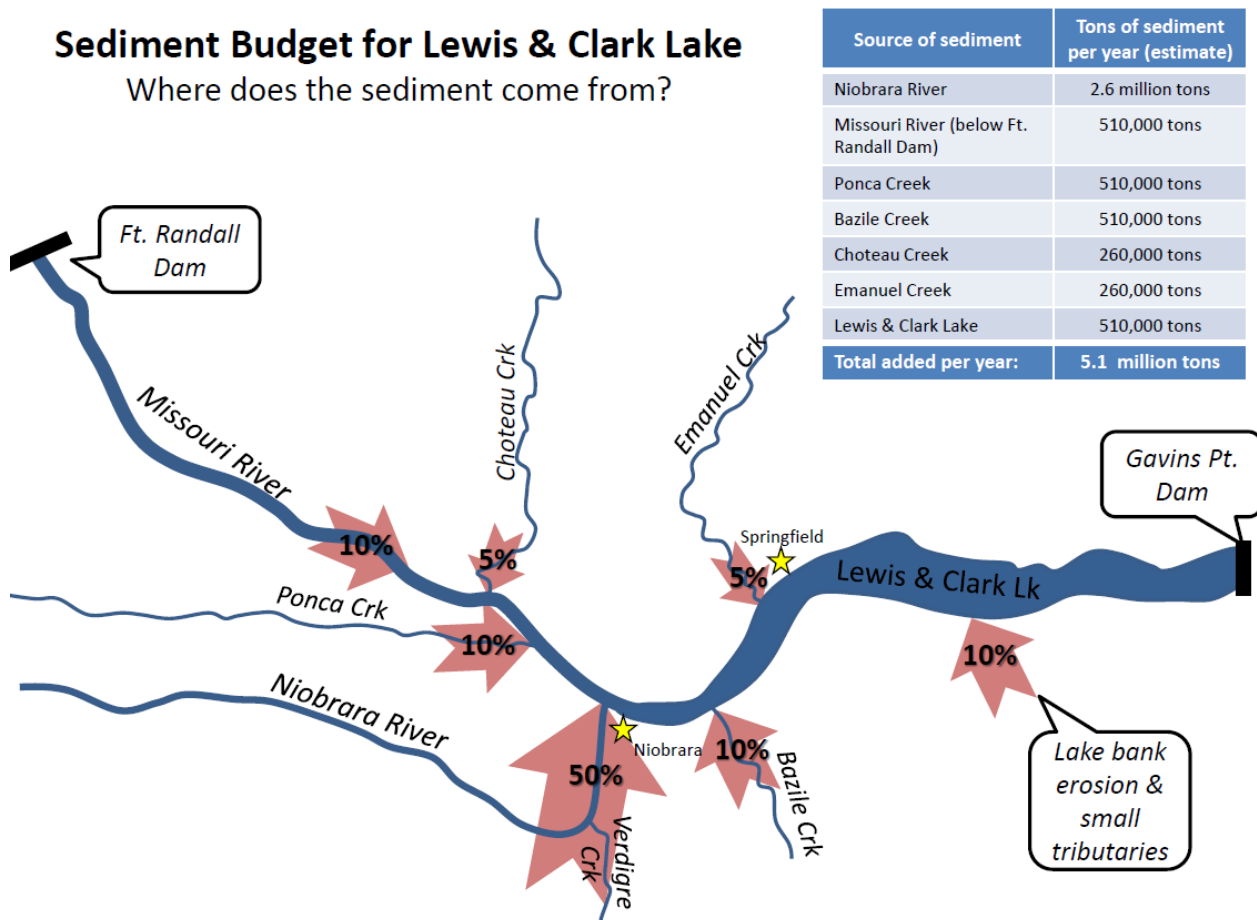 Sediment Budget for Lewis & Clark Lake
Where does the sediment come from?
Source of sediment
Tons of sediment
per year (estimate)
Niobrara River
2.6 million tons
Missouri River (below Ft.
Randall Dam)
510,000 tons
Ponca Creek
510,000 tons
Bazile Creek
510,000 tons
Choteau Creek
260,000 tons
Emanuel Creek
260,000 tons
Lewis & Clark Lake
510,000 tons
Total added per year:
5.1 million tons
Ft. Randall
Dam
Missouri River
Choteau Crk
Emanuel Crk
Gavins Pt.
Dam
10%
5%
Springfield
5%
Lewis & Clark Lk
Ponca Crk
10%
10%
Niobrara River
Niobrara
50%
10%
Bazile Crk
Verdigre
Crk
Lake bank
erosion &
small
tributaries